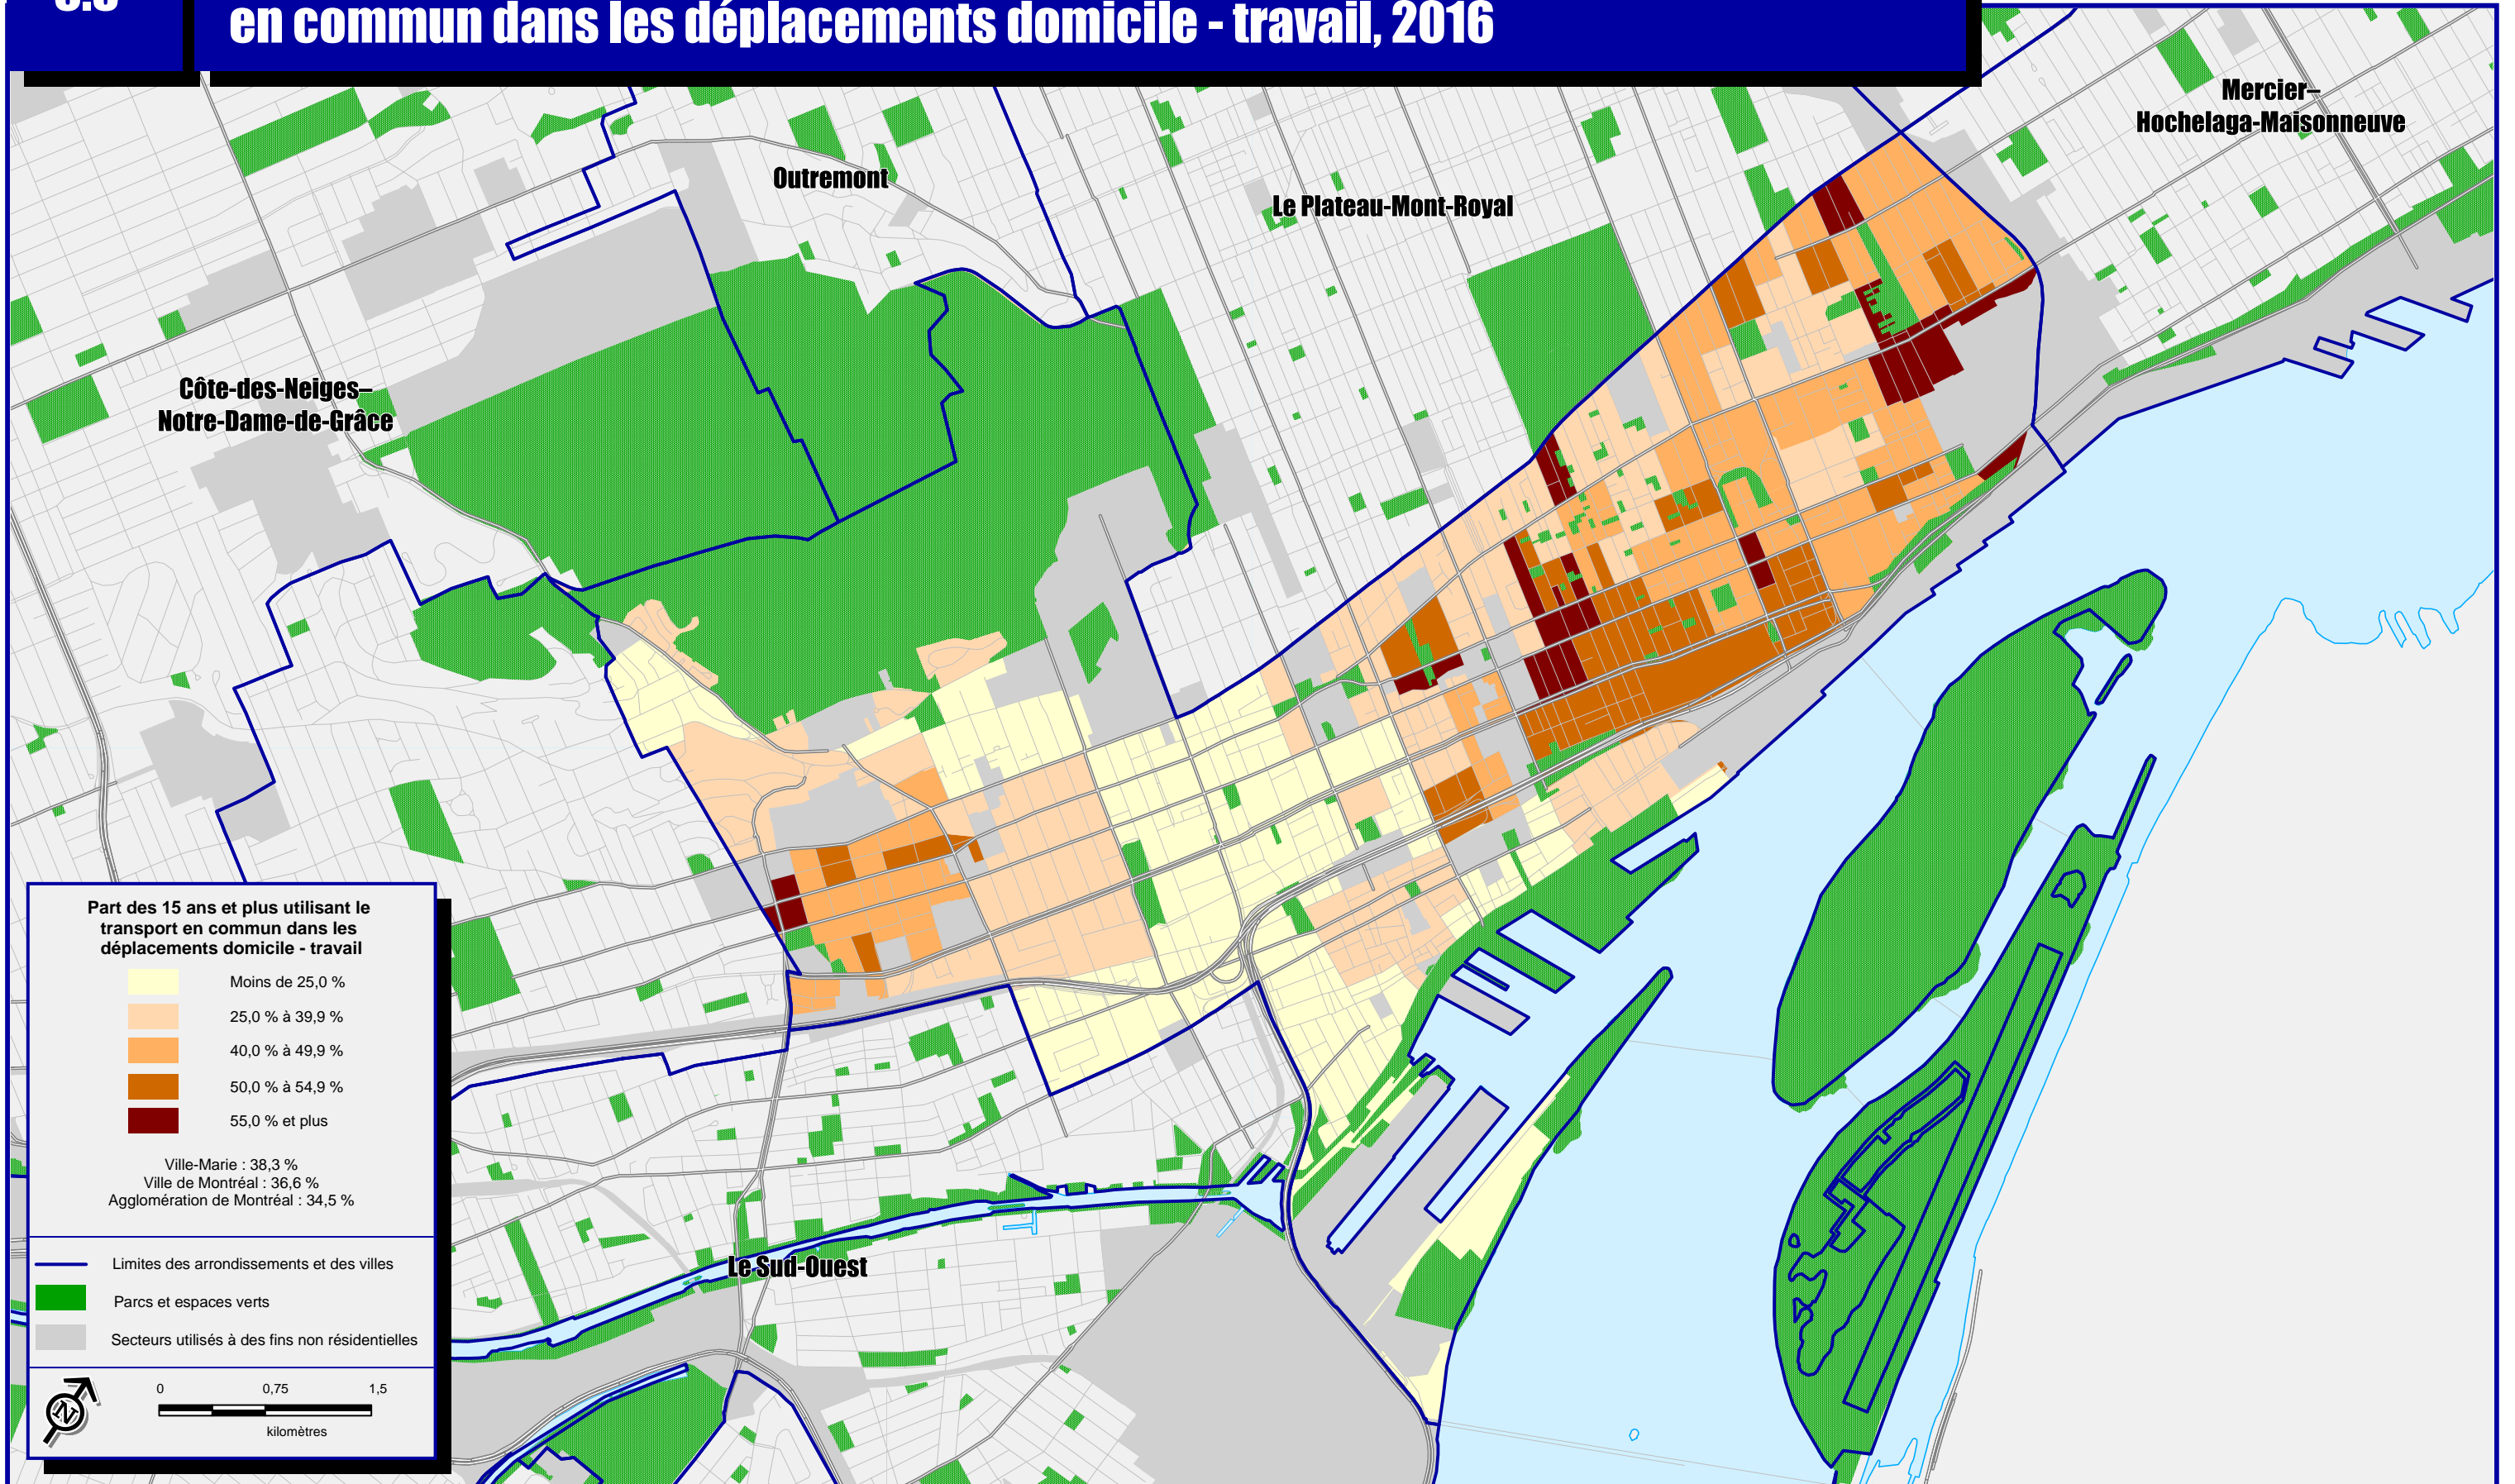 en commun dans les déplacements domicile - travail, 2016
Mercier–
Hochelaga-Maisonneuve
Outremont
Le Plateau-Mont-Royal
Côte-des-Neiges–
Notre-Dame-de-Grâce
Le Sud-Ouest
Part des 15 ans et plus utilisant le
transport en commun dans les
déplacements domicile - travail
Moins de 25,0 %
25,0 % à 39,9 %
40,0 % à 49,9 %
50,0 % à 54,9 %
55,0 % et plus
Ville-Marie : 38,3 %
Ville de Montréal : 36,6 %
Agglomération de Montréal : 34,5 %
Limites des arrondissements et des villes
Parcs et espaces verts
Secteurs utilisés à des fins non résidentielles
N
0 0,75 1,5
kilomètres